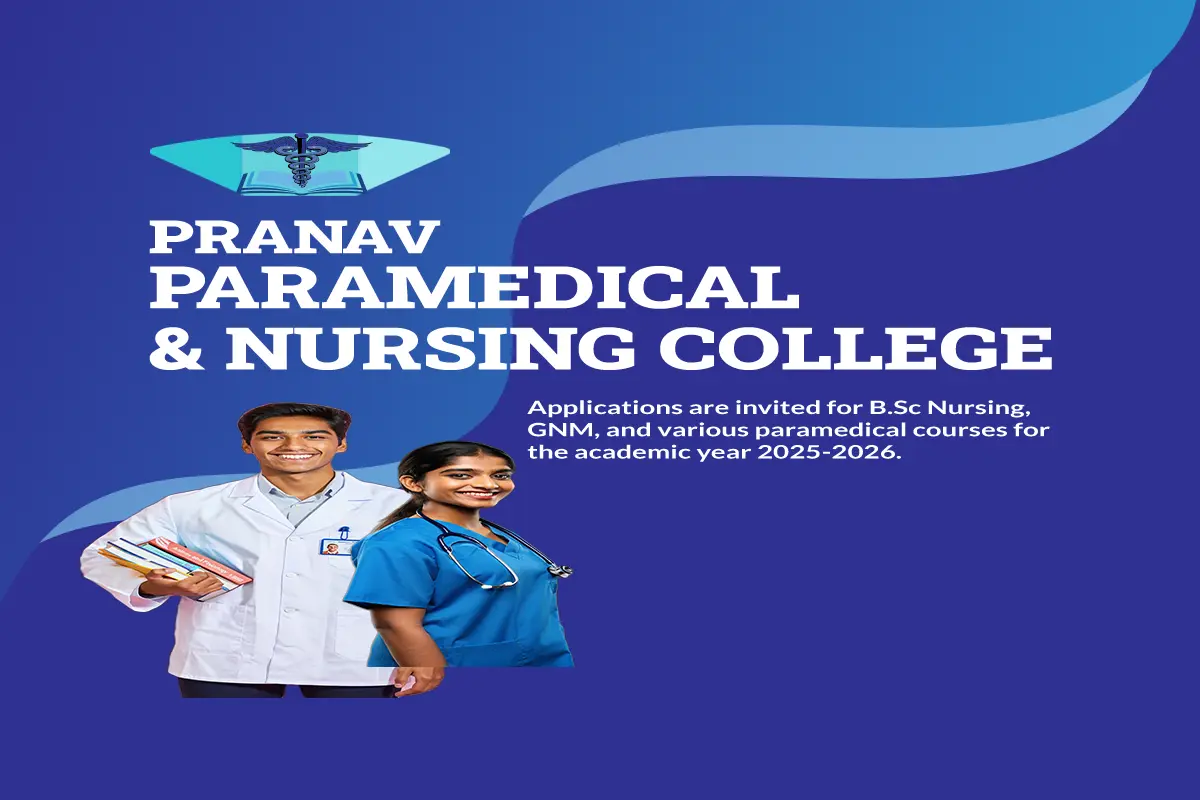 PRANAV
PARAMEDICAL
& NURSING COLLEGE
Applications are invited for B.Sc Nursing,
GNM, and various paramedical courses for
the academic year 2025-2026.